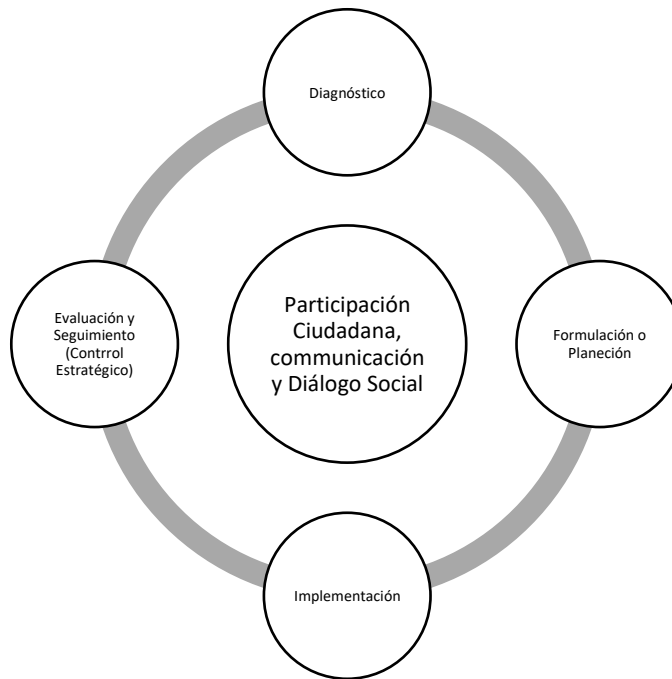 Diagnóstico
Evaluación y
Seguimiento
(Contrrol
Estratégico)
Participación
Ciudadana,
communicación
y Diálogo Social
Formulación o
Planeción
Implementación